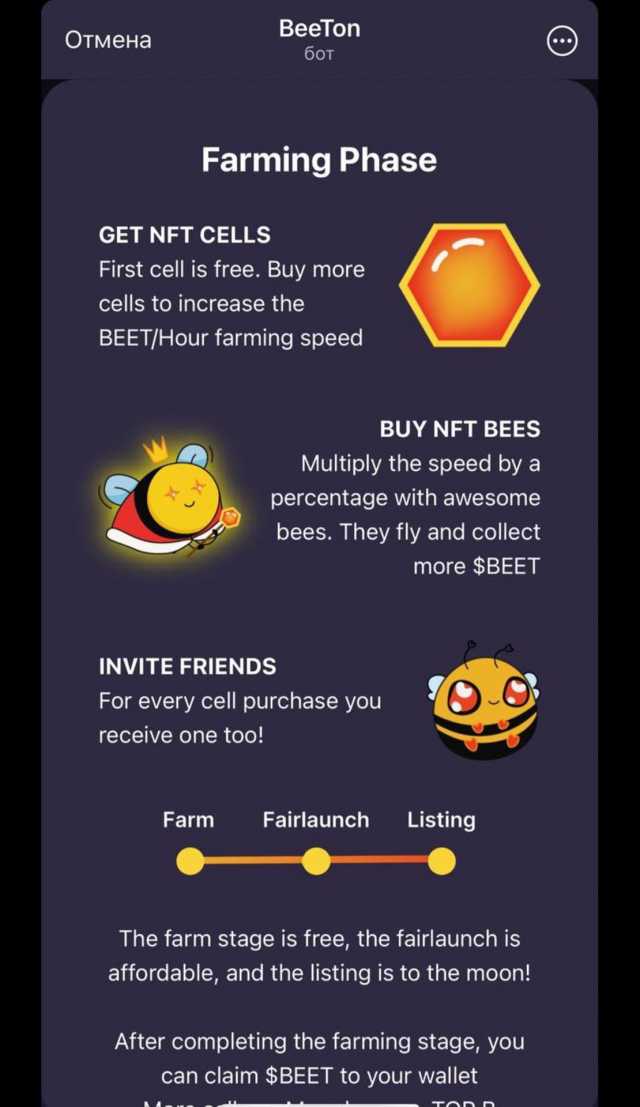 Отмена
BeeTon
бот
Farming Phase
GET NFT CELLS
First cell is free. Buy more
cells to increase the
BEET/Hour farming speed
BUY NFT BEES
Multiply the speed by a
percentage with awesome
bees. They fly and collect
more $BEET
INVITE FRIENDS
For every cell purchase you
receive one too!
Farm Fairlaunch Listing
The farm stage is free, the fairlaunch is
affordable, and the listing is to the moon!
After completing the farming stage, you
can claim $BEET to your wallet